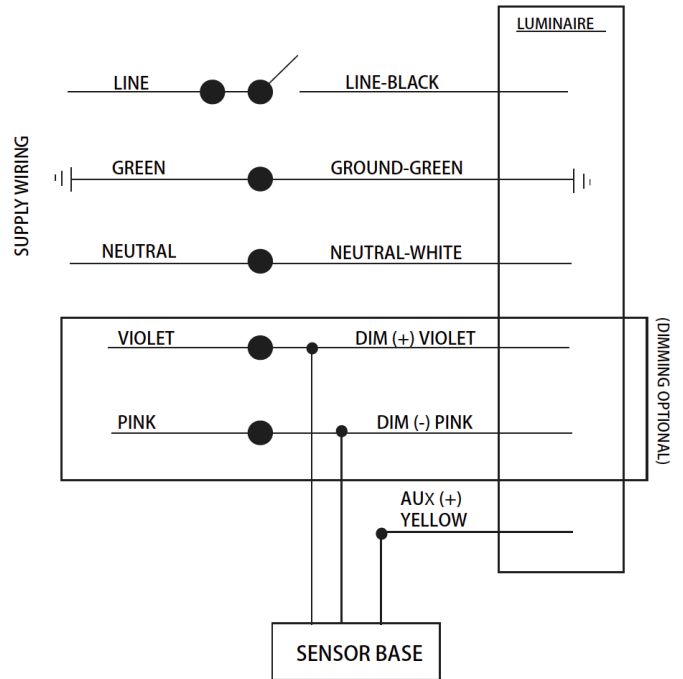 LUMINAIRE
LINE
LINE-BLACK
SUPPLY WIRING
GREEN
GROUND-GREEN
NEUTRAL
NEUTRAL-WHITE
VIOLET
DIM (+) VIOLET
(DIMMING OPTIONAL)
PINK
DIM (-) PINK
AUX (+)
YELLOW
SENSOR BASE